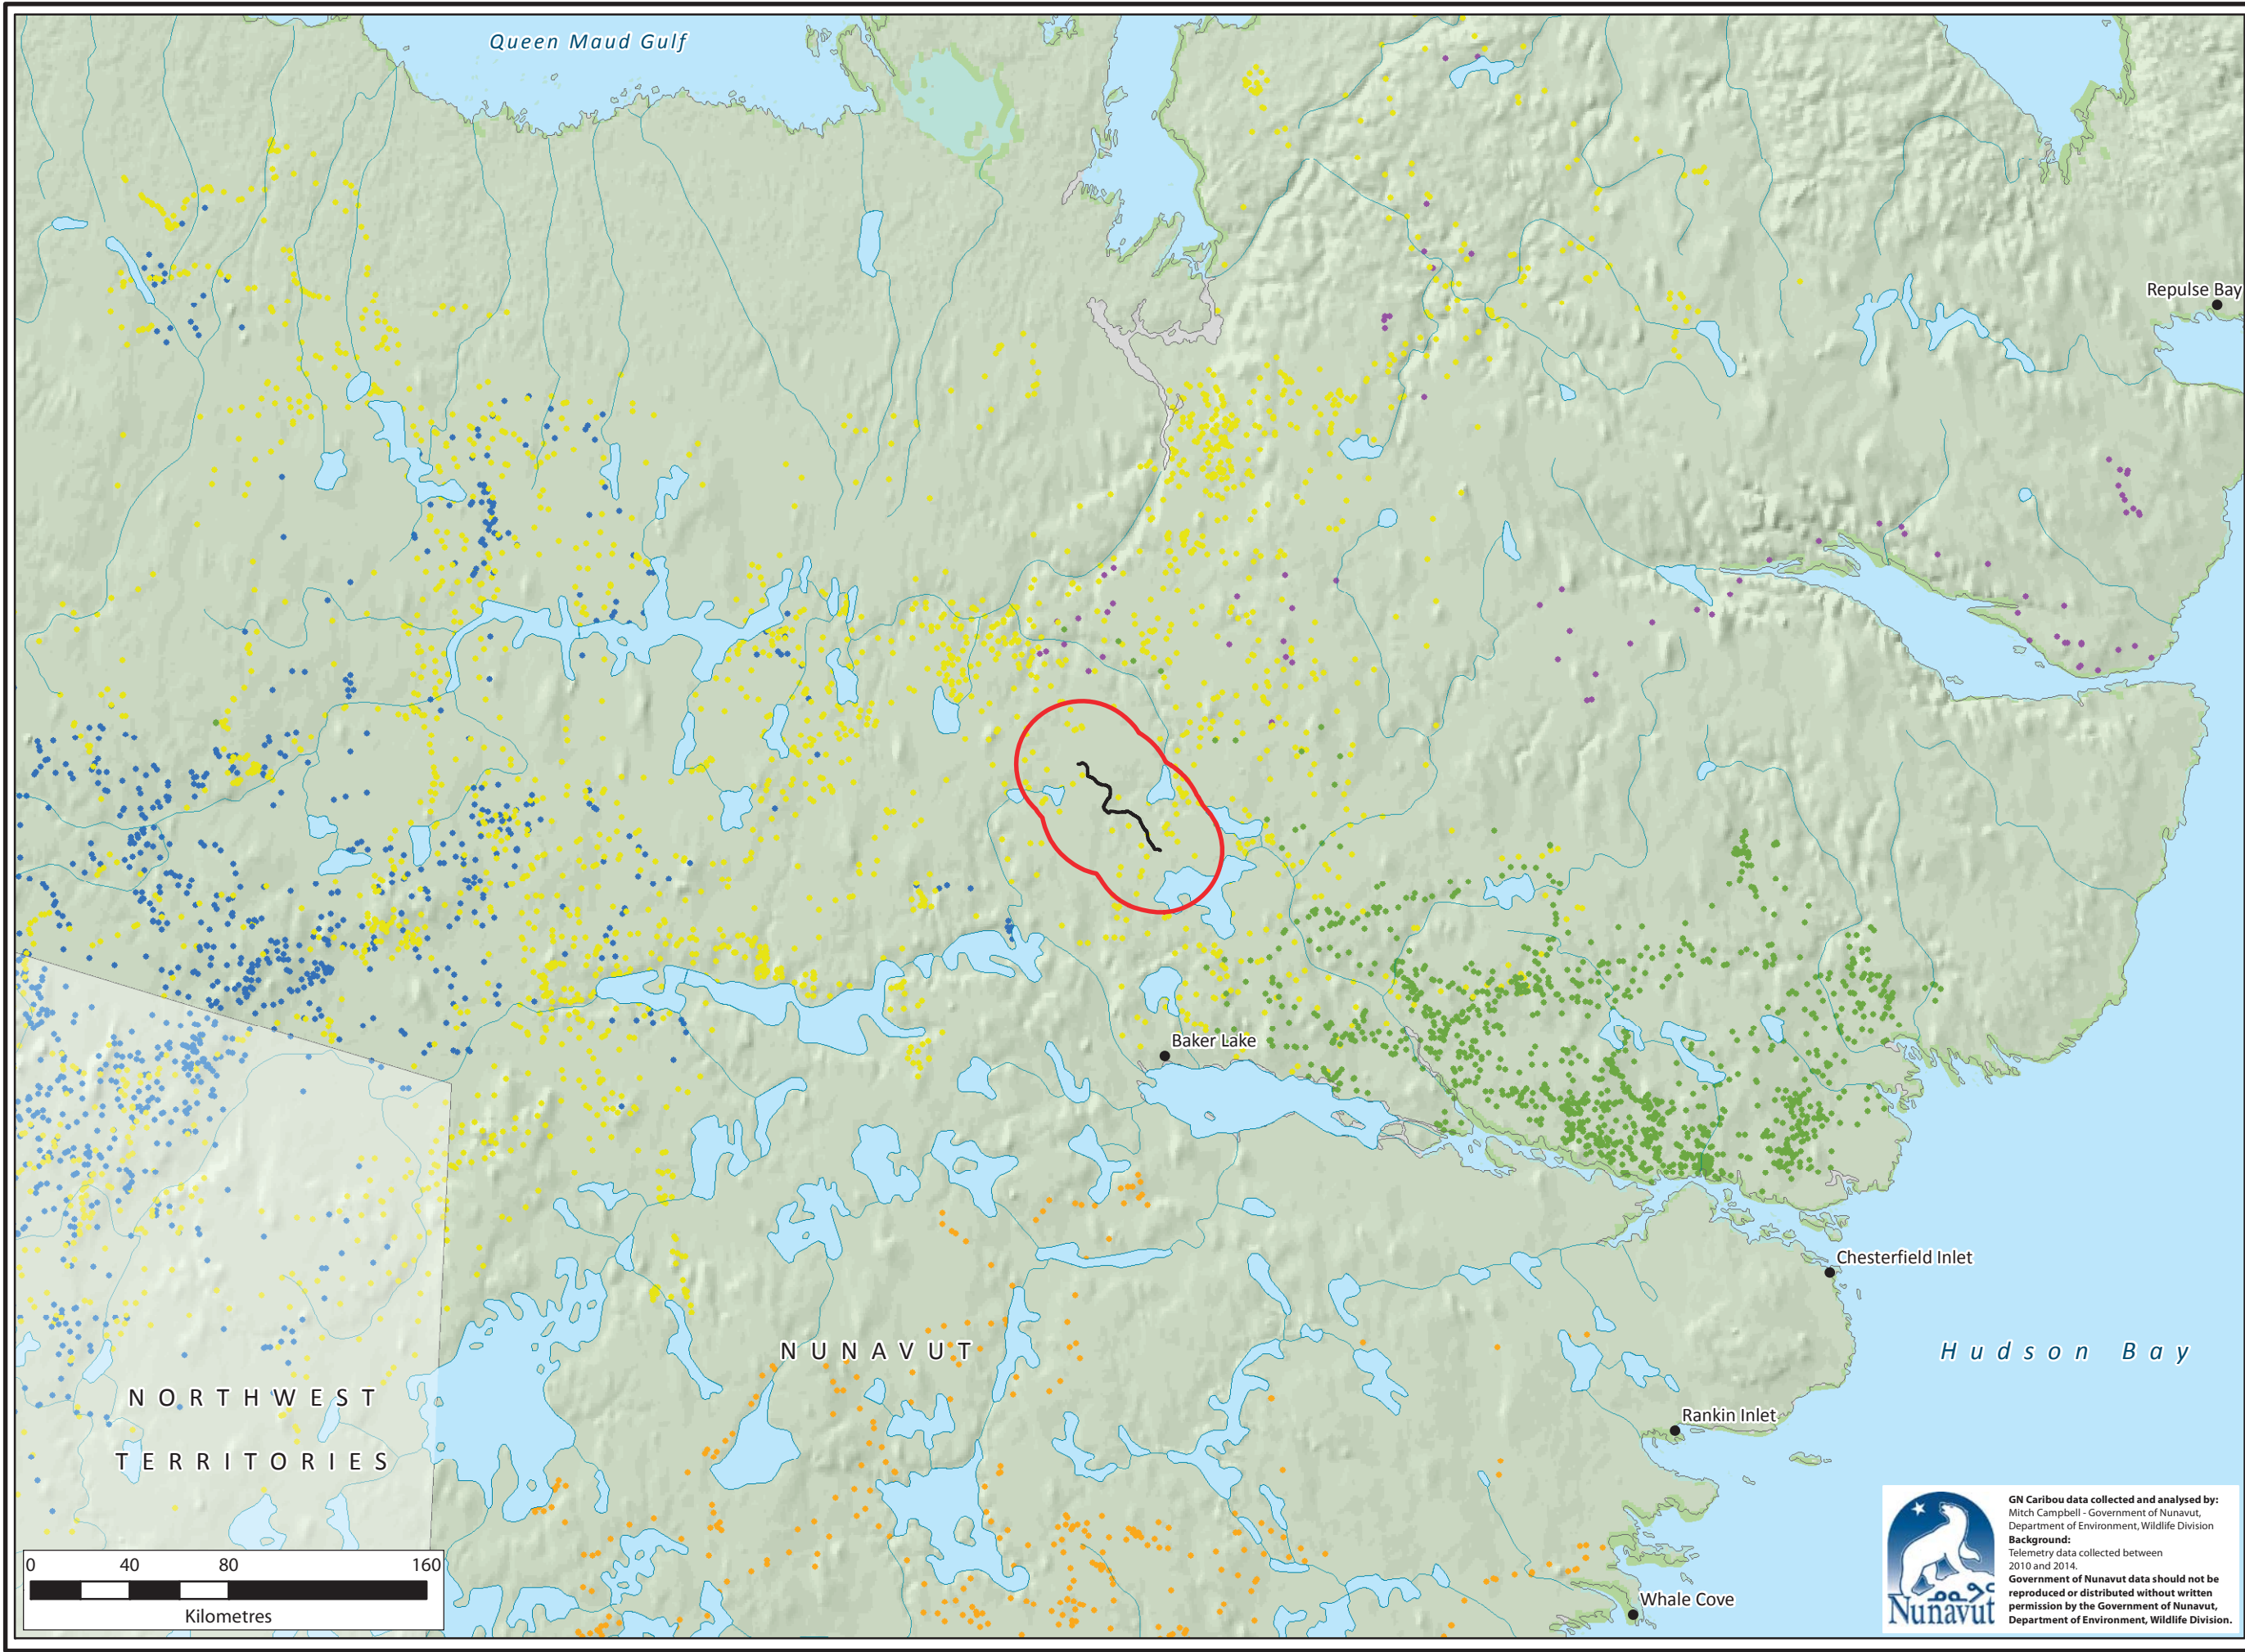 Queen Maud Gulf
Repulse Bay
Baker Lake
Chesterfield Inlet
NUNAVUT
Hudson Bay
NORTHWEST
TERRITORIES
Rankin Inlet
Whale Cove
0 40 80 160
Kilometres
ᓄᓇᕗᑦ
Nunavut
GN Caribou data collected and analysed by:
Mitch Campbell - Government of Nunavut,
Department of Environment, Wildlife Division
Background:
Telemetry data collected between
2010 and 2014.
Government of Nunavut data should not be
reproduced or distributed without written
permission by the Government of Nunavut,
Department of Environment, Wildlife Division.